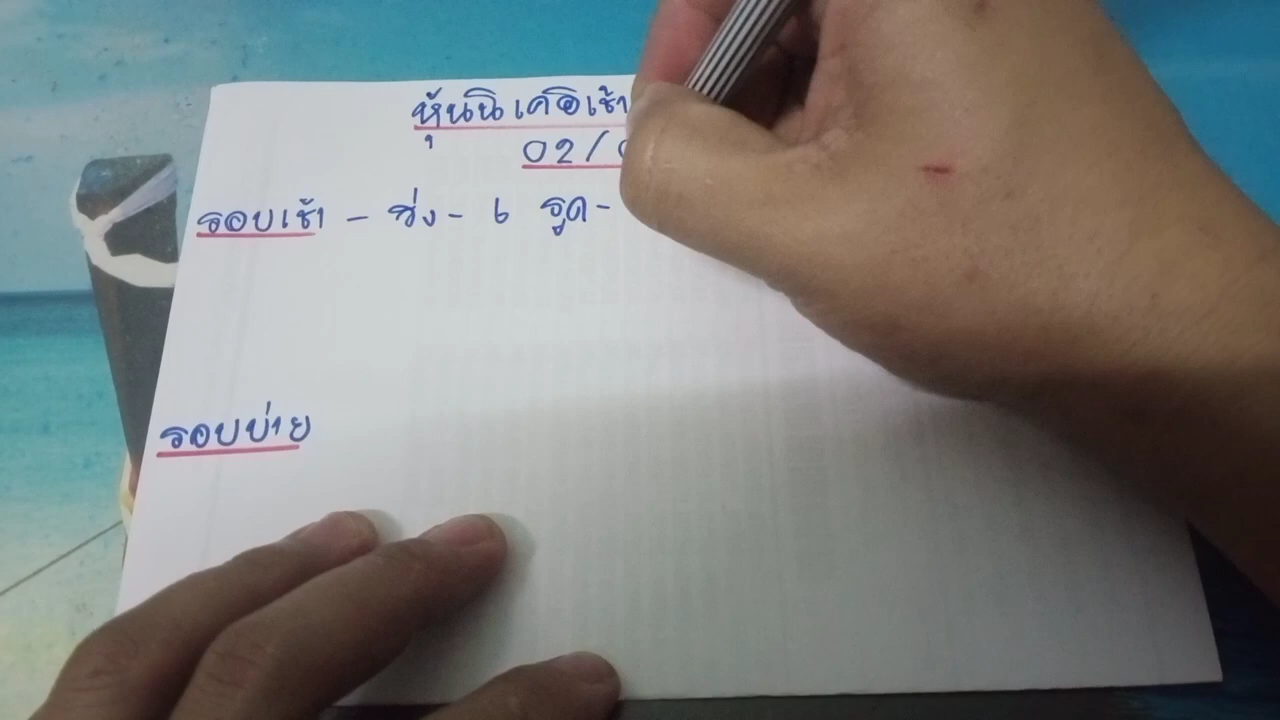 หุ้นนิเคอิเช้า
02/0
รอบเช้า - วิ่ง - 6 รูด -
รอบบ่าย